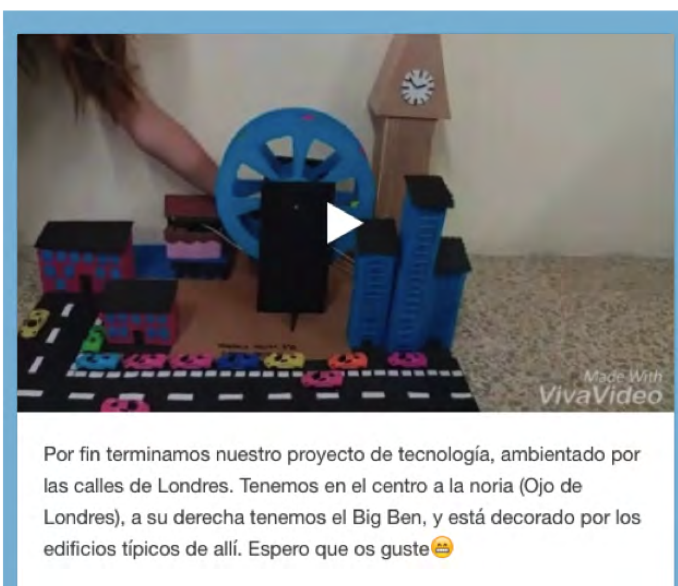 Made With
VivaVideo
Por fin terminamos nuestro proyecto de tecnología, ambientado por
las calles de Londres. Tenemos en el centro a la noria (Ojo de
Londres), a su derecha tenemos el Big Ben, y está decorado por los
edificios típicos de allí. Espero que os guste😁